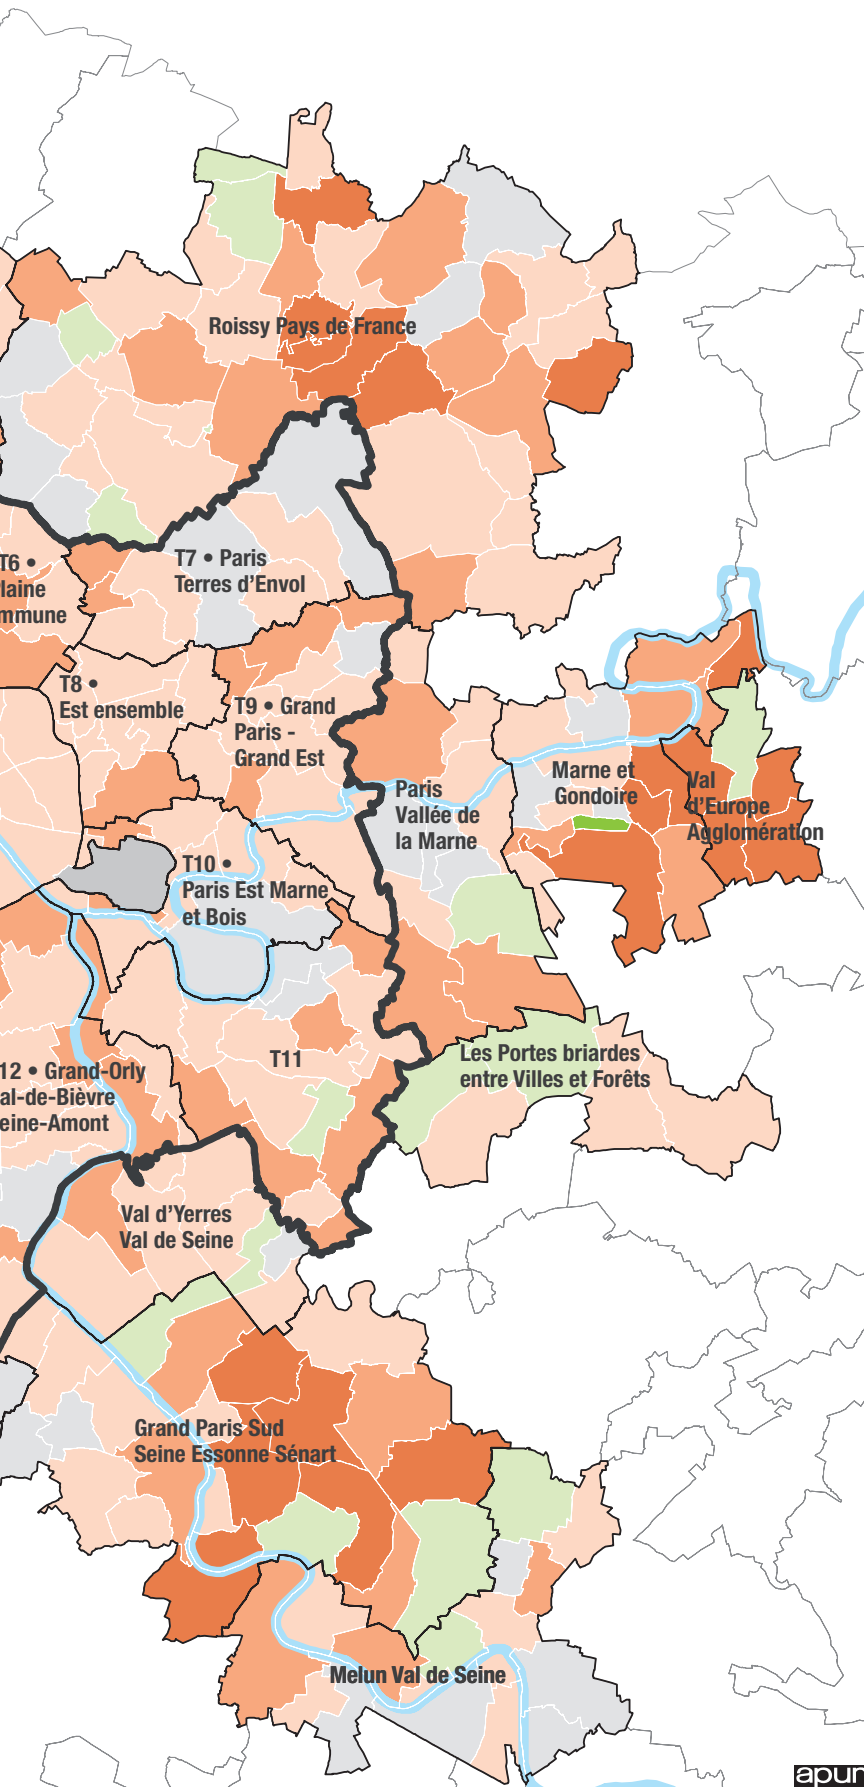 Roissy Pays de France
T6 •
laine
mmune
T7 • Paris
Terres d'Envol
T8 •
Est ensemble
T9 • Grand
Paris -
Grand Est
Paris
Vallée de
la Marne
Marne et
Gondoire
Val
d'Europe
Agglomération
T10 •
Paris Est Marne
et Bois
T11
Les Portes briardes
entre Villes et Forêts
12 • Grand-Orly
al-de-Bièvre
eine-Amont
Val d'Yerres
Val de Seine
Grand Paris Sud
Seine Essonne Sénart
Melun Val de Seine
apur